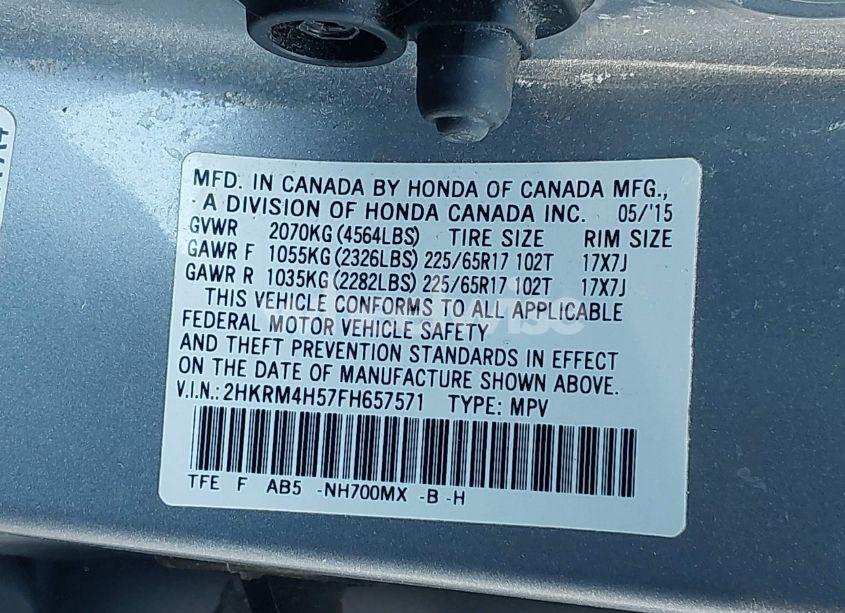 MFD. IN CANADA BY HONDA OF CANADA MFG.,
A DIVISION OF HONDA CANADA INC. 05/'15
GVWR 2070KG (4564LBS) TIRE SIZE RIM SIZE
GAWR F 1055KG (2326LBS) 225/65R17 102T 17X7J
GAWR R 1035KG (2282LBS) 225/65R17 102T 17X7J
THIS VEHICLE CONFORMS TO ALL APPLICABLE
FEDERAL MOTOR VEHICLE SAFETY
AND THEFT PREVENTION STANDARDS IN EFFECT
ON THE DATE OF MANUFACTURE SHOWN ABOVE.
V.I.N.: 2HKRM4H57FH657571 TYPE: MPV
TFE F AB5 -NH700MX -B -H